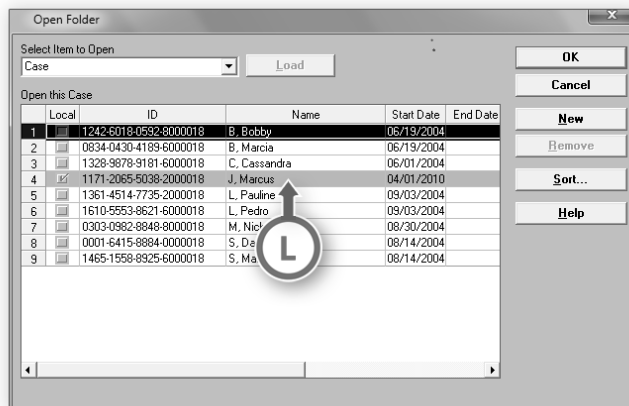 Open Folder
Select Item to Open
Case
Load
OK
Cancel
Open this Case
New
Remove
Sort...
Help
Local ID Name Start Date End Date
1 1242-6018-0592-8000018 B, Bobby 06/19/2004
2 0834-0430-4189-6000018 B, Marcia 06/19/2004
3 1328-9878-9181-6000018 C, Cassandra 06/01/2004
4 1171-2065-5038-2000018 J, Marcus 04/01/2010
5 1361-4514-7735-2000018 L, Pauline 09/03/2004
6 1610-5553-8621-6000018 L, Pedro 09/03/2004
7 0303-0982-8848-8000018 M, 08/30/2004
8 0001-6415-8884-0000018 S, 08/14/2004
9 1465-1558-8925-6000018 S, 08/14/2004
L